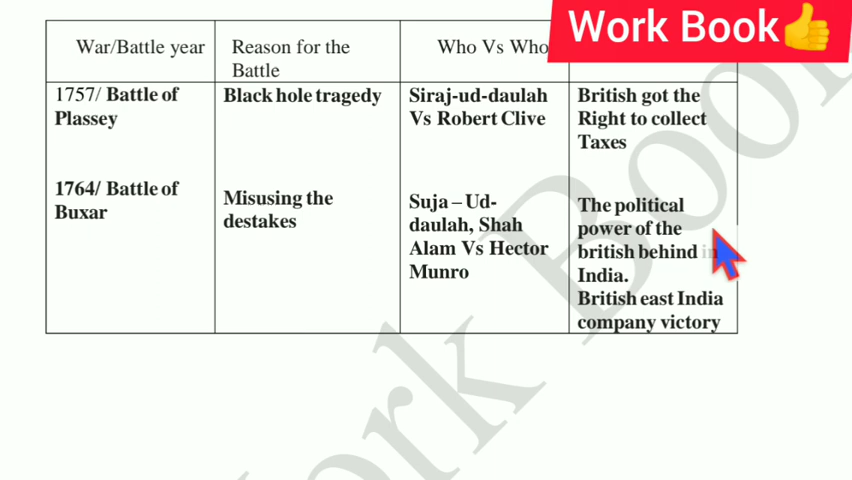 Work Book👍
War/Battle year
Reason for the
Battle
Who Vs Who
1757/ Battle of
Plassey
Black hole tragedy
Siraj-ud-daulah
Vs Robert Clive
British got the
Right to collect
Taxes
1764/ Battle of
Buxar
Misusing the
destakes
Suja – Ud-
daulah, Shah
Alam Vs Hector
Munro
The political
power of the
british behind in
India.
British east India
company victory
Work Book